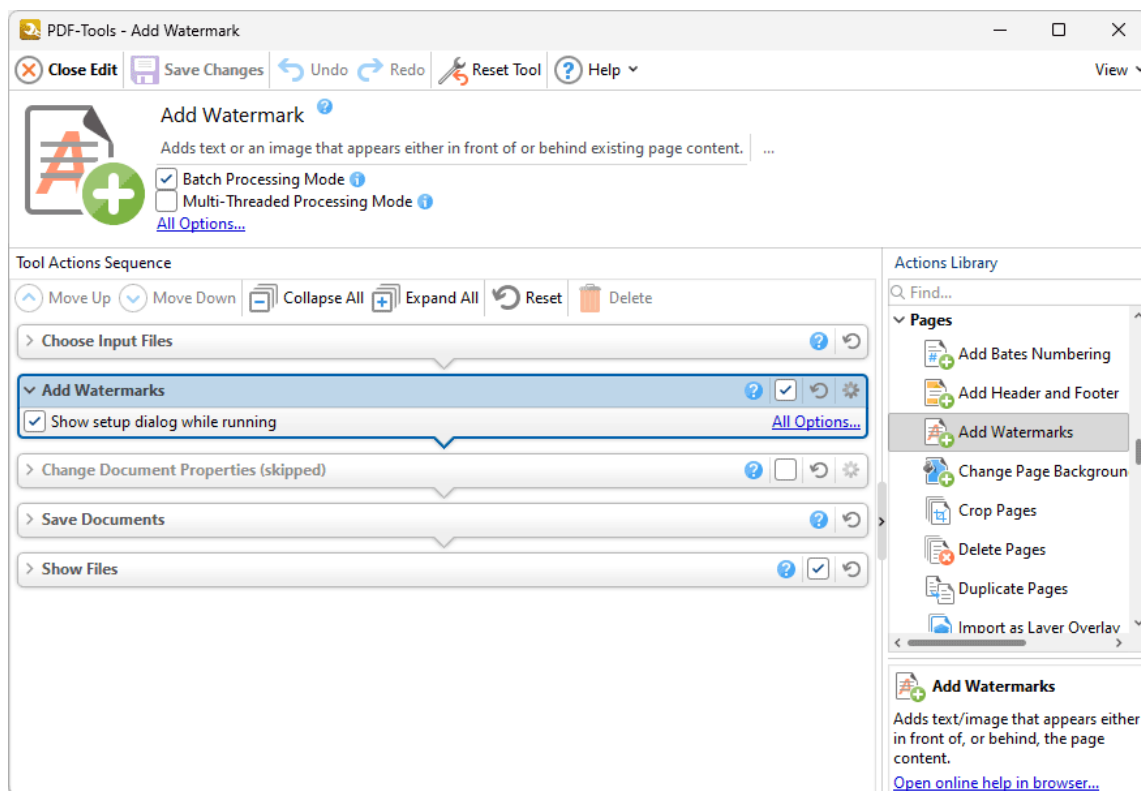 PDF-Tools - Add Watermark
Close Edit Save Changes Undo Redo Reset Tool ? Help View
Add Watermark ?
Adds text or an image that appears either in front of or behind existing page content. ...
Batch Processing Mode i
Multi-Threaded Processing Mode i
All Options...
Tool Actions Sequence
Move Up Move Down Collapse All Expand All Reset Delete
Choose Input Files ?
Add Watermarks ?
Show setup dialog while running All Options...
Change Document Properties (skipped) ?
Save Documents ?
Show Files ?
Actions Library
Find...
Pages
# Add Bates Numbering
Add Header and Footer
A Add Watermarks
Change Page Backgroun
Crop Pages
Delete Pages
Duplicate Pages
Import as Layer Overlay
Add Watermarks
Adds text/image that appears either
in front of, or behind, the page
content.
Open online help in browser...